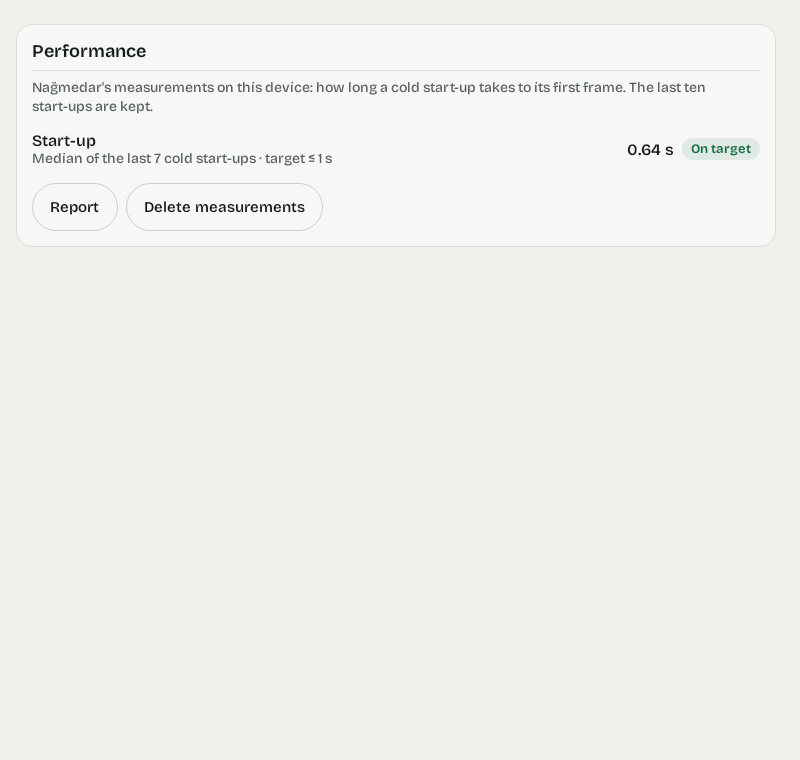 Performance
Nağmedar's measurements on this device: how long a cold start-up takes to its first frame. The last ten
start-ups are kept.
Start-up
Median of the last 7 cold start-ups · target ≤ 1 s
0.64 s
On target
Report
Delete measurements